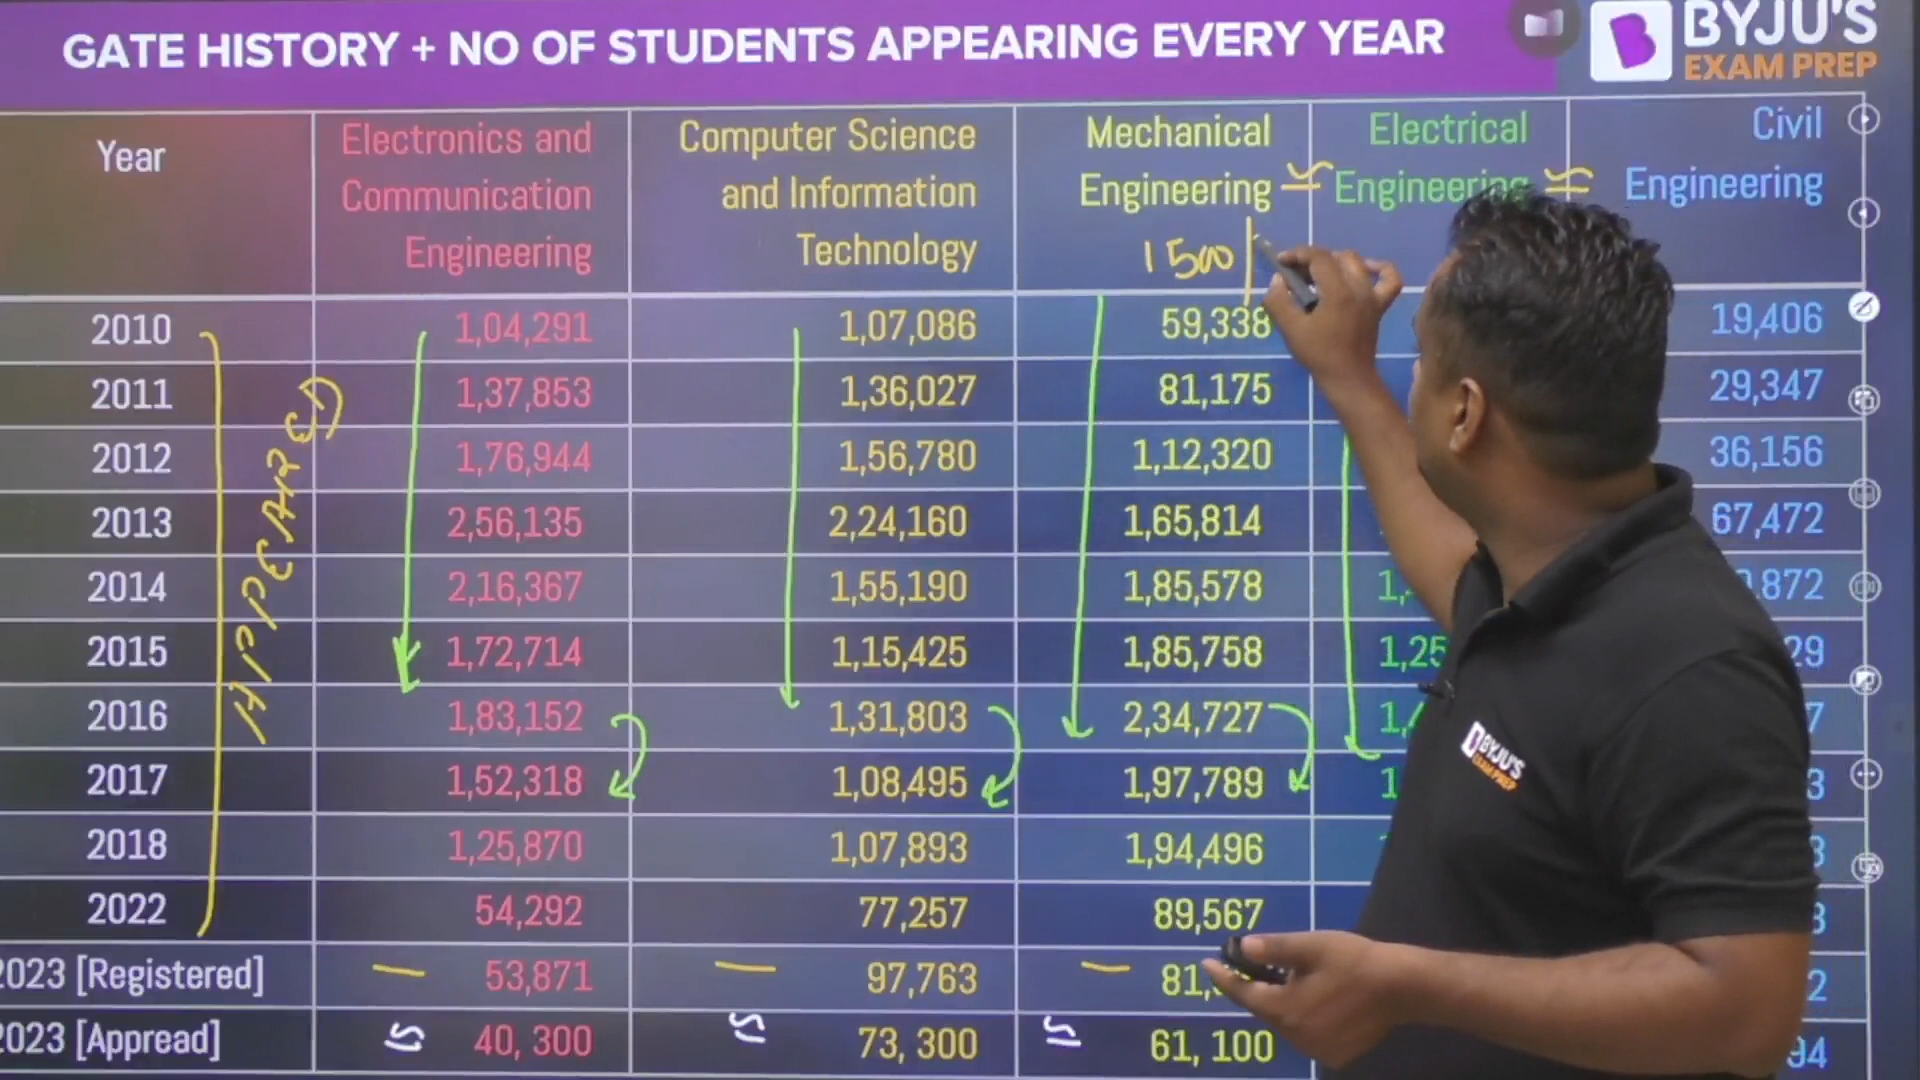 GATE HISTORY + NO OF STUDENTS APPEARING EVERY YEAR
BYJU'S
EXAM PREP
Year
Electronics and
Communication
Engineering
Computer Science
and Information
Technology
Mechanical
Engineering
1500
Electrical
Engineering
Civil
Engineering
2010 1,04,291 1,07,086 59,338 19,406
2011 1,37,853 1,36,027 81,175 29,347
2012 1,76,944 1,56,780 1,12,320 36,156
2013 2,56,135 2,24,160 1,65,814 67,472
2014 2,16,367 1,55,190 1,85,578
2015 1,72,714 1,15,425 1,85,758
2016 1,83,152 1,31,803 2,34,727
2017 1,52,318 1,08,495 1,97,789
2018 1,25,870 1,07,893 1,94,496
2022 54,292 77,257 89,567
2023 [Registered] 53,871 97,763
2023 [Appread] 40, 300 73, 300 61, 100
APPEARED
BYJU'S
EXAM PREP